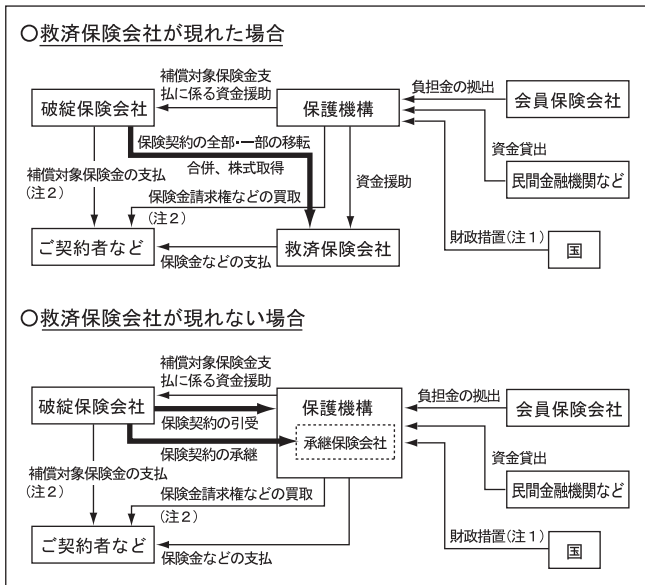 ○救済保険会社が現れた場合
補償対象保険金支
払に係る資金援助
負担金の拠出
破綻保険会社
保護機構
会員保険会社
保険契約の全部・一部の移転
資金貸出
合併、株式取得
補償対象保険金の支払
(注2)
資金援助
民間金融機関など
保険金請求権などの買取
(注2)
財政措置(注1)
ご契約者など
救済保険会社
国
保険金などの支払
○救済保険会社が現れない場合
補償対象保険金支
払に係る資金援助
負担金の拠出
破綻保険会社
保護機構
会員保険会社
保険契約の引受
承継保険会社
保険契約の承継
資金貸出
補償対象保険金の支払
(注2)
民間金融機関など
保険金請求権などの買取
(注2)
財政措置(注1)
ご契約者など
国
保険金などの支払